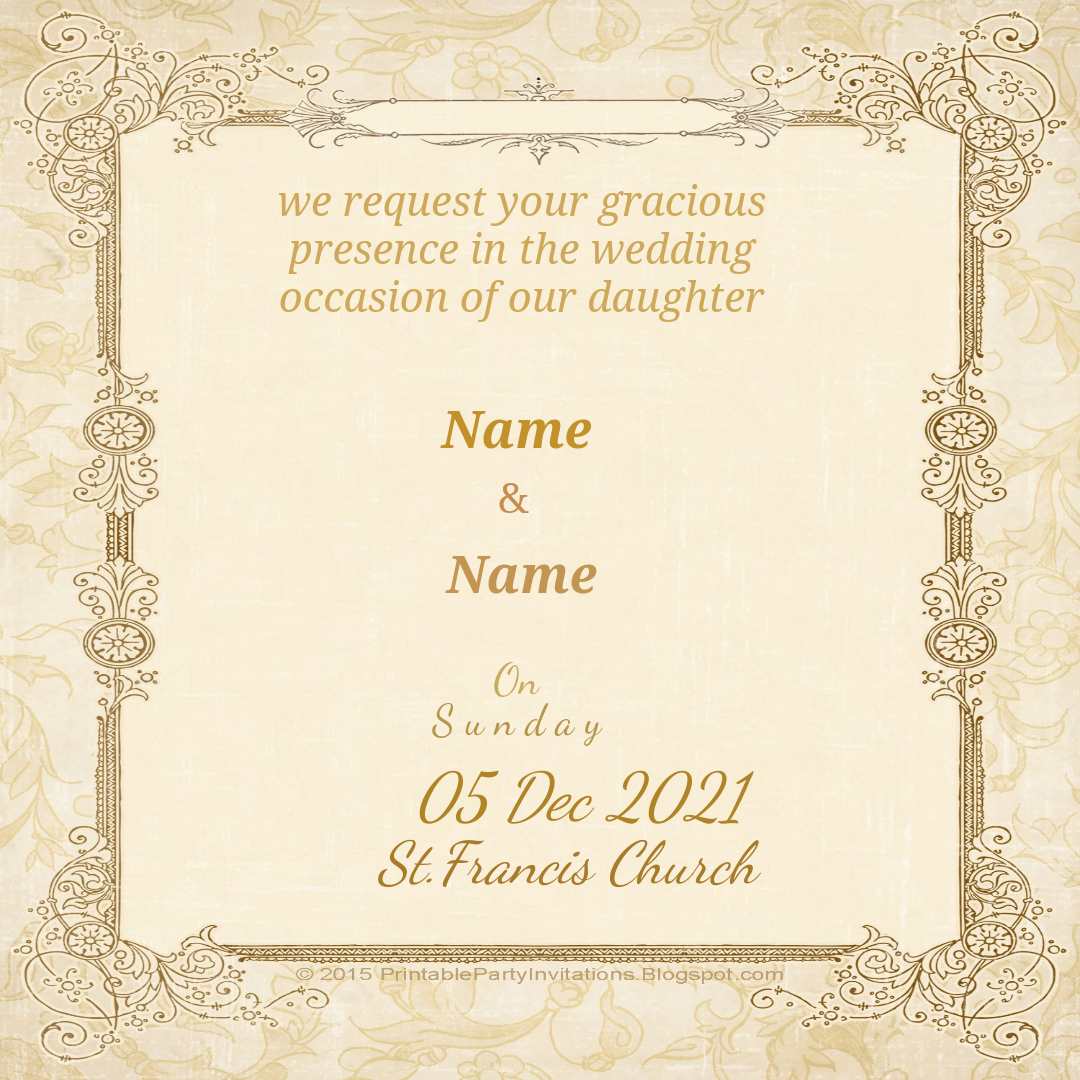 we request your gracious
presence in the wedding
occasion of our daughter
Name
&
Name
On
Sunday
05 Dec 2021
St.Francis Church
© 2015 PrintablePartyInvitations.Blogspot.com